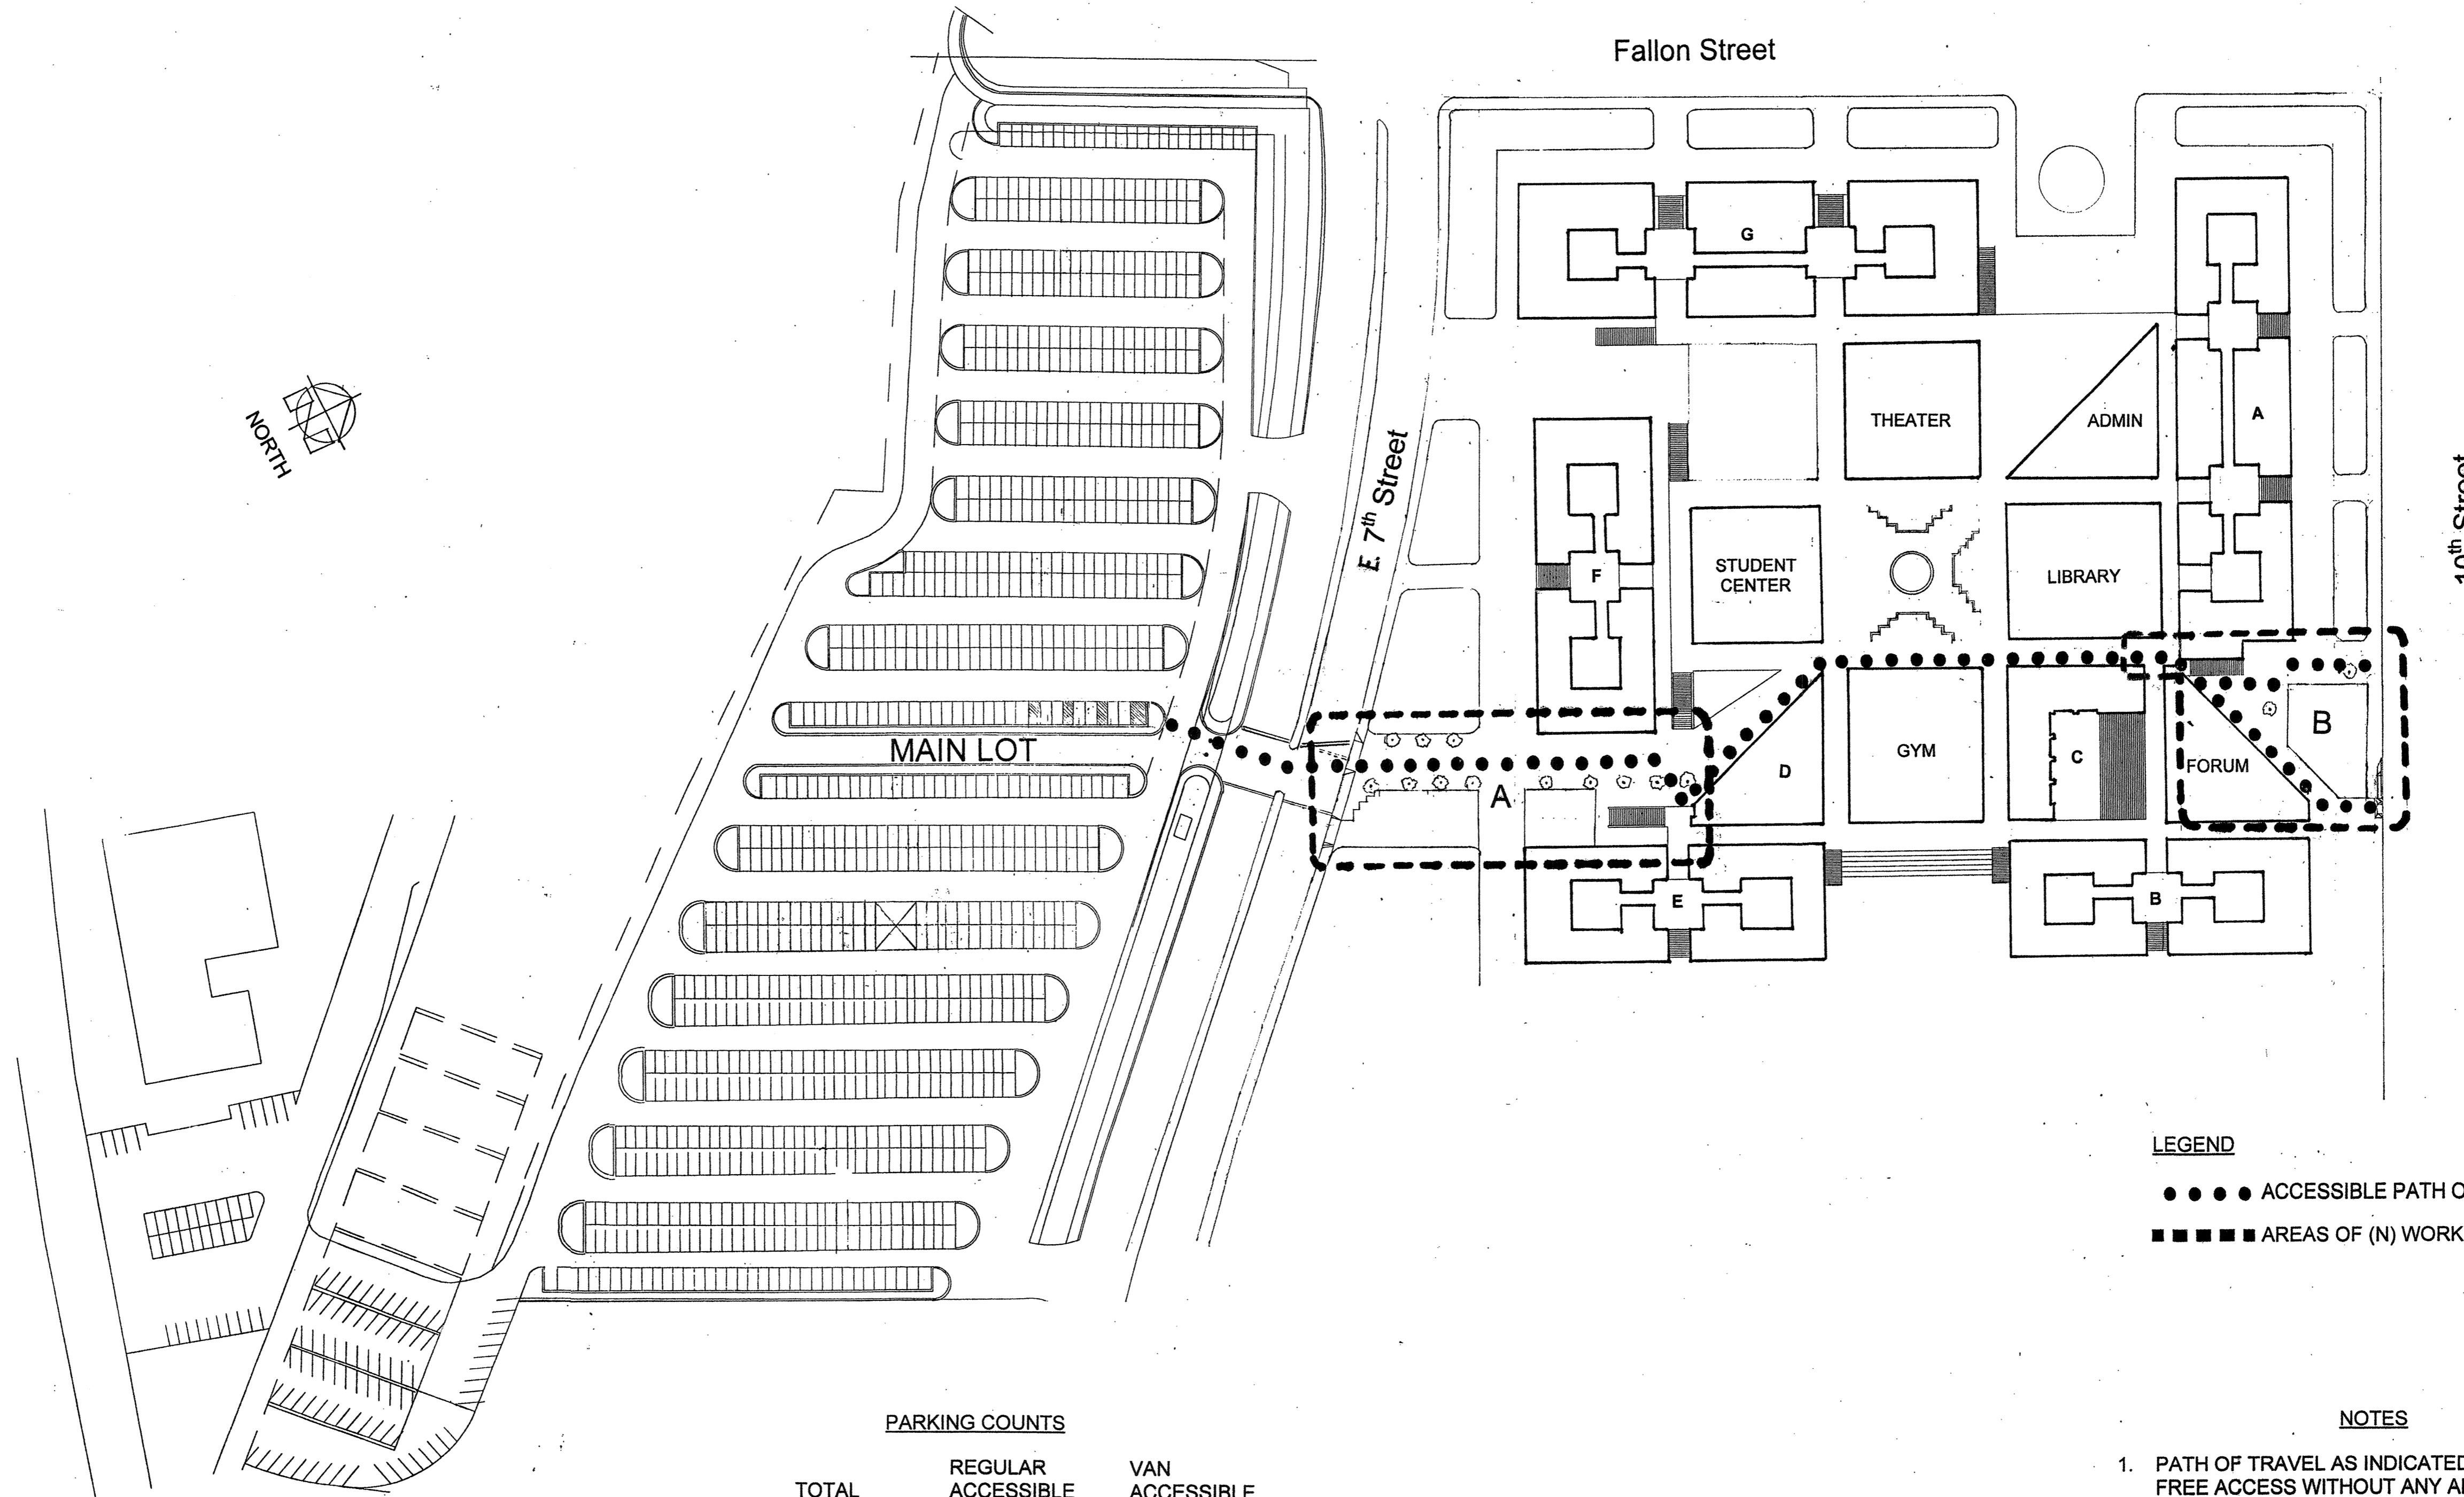 Fallon Street
G
THEATER
ADMIN
A
10th Street
NORTH
E. 7th Street
F
STUDENT
CENTER
LIBRARY
MAIN LOT
A
D
GYM
C
FORUM
B
E
B
LEGEND
ACCESSIBLE PATH O
AREAS OF (N) WORK
PARKING COUNTS
NOTES
REGULAR VAN
TOTAL ACCESSIBLE ACCESSIBLE
1. PATH OF TRAVEL AS INDICATED
FREE ACCESS WITHOUT ANY